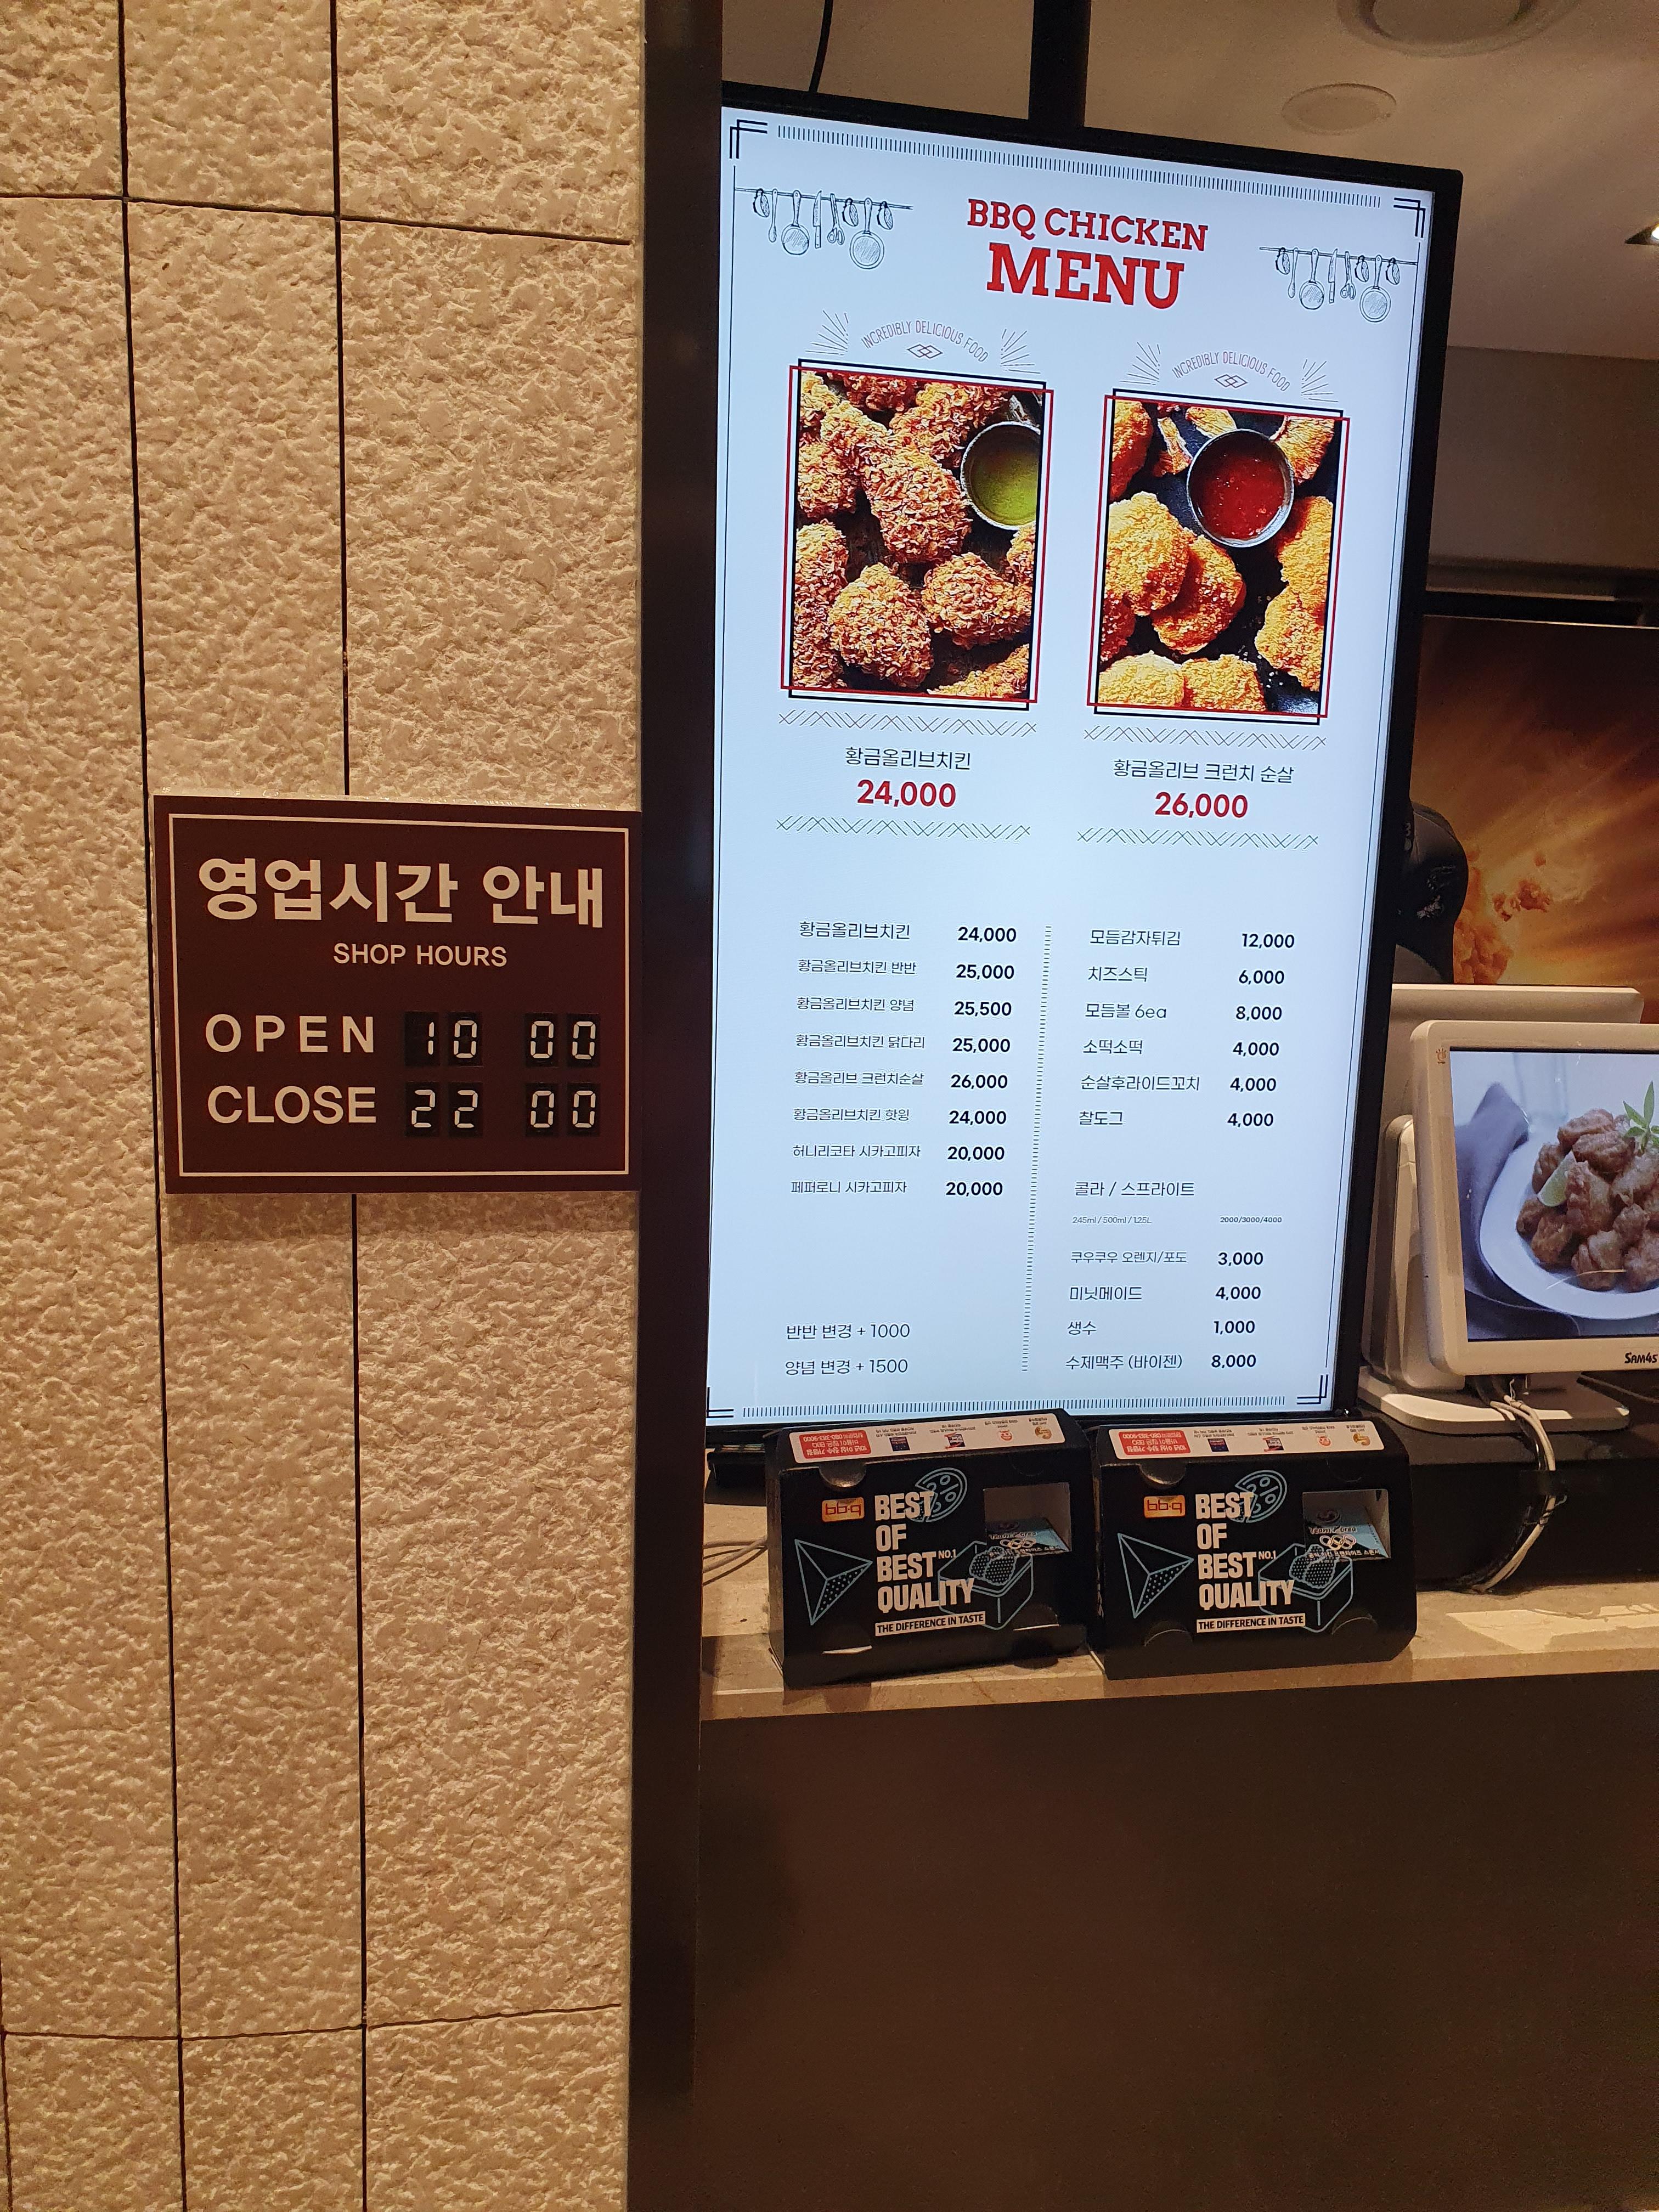 영업시간 안내
SHOP HOURS
OPEN 10 00
CLOSE 22 00
BBQ CHICKEN
MENU
INCREDIBLY DELICIOUS FOOD
INCREDIBLY DELICIOUS FOOD
황금올리브치킨
24,000
황금올리브 크런치 순살
26,000
황금올리브치킨 24,000
황금올리브치킨 반반 25,000
황금올리브치킨 양념 25,500
황금올리브치킨 닭다리 25,000
황금올리브 크런치순살 26,000
황금올리브치킨 핫윙 24,000
허니리코타 시카고피자 20,000
페퍼로니 시카고피자 20,000
반반 변경 + 1000
양념 변경 + 1500
모듬감자튀김 12,000
치즈스틱 6,000
모듬볼 6ea 8,000
소떡소떡 4,000
순살후라이드꼬치 4,000
찰도그 4,000
콜라 / 스프라이트
245ml / 500ml / 1.25L 2000/3000/4000
쿠우쿠우 오렌지/포도 3,000
미닛메이드 4,000
생수 1,000
수제맥주 (바이젠) 8,000
SAM4S
bb.q
BEST
OF
BEST NO.1
QUALITY
THE DIFFERENCE IN TASTE
bb.q
BEST
OF
BEST NO.1
QUALITY
THE DIFFERENCE IN TASTE